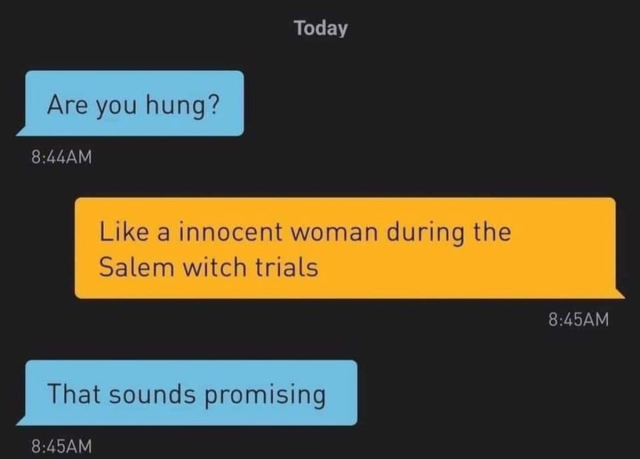 Today
Are you hung?
8:44AM
Like a innocent woman during the
Salem witch trials
8:45AM
That sounds promising
8:45AM